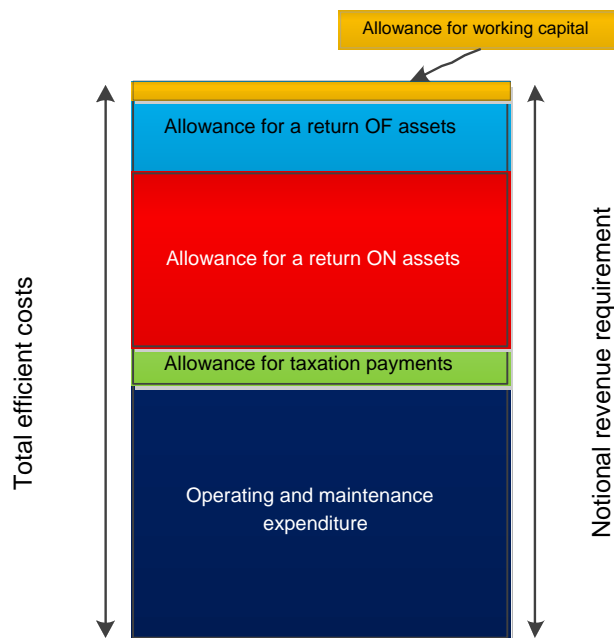 Allowance for working capital
Allowance for a return OF assets
Allowance for a return ON assets
Allowance for taxation payments
Operating and maintenance
expenditure
Total efficient costs
Notional revenue requirement